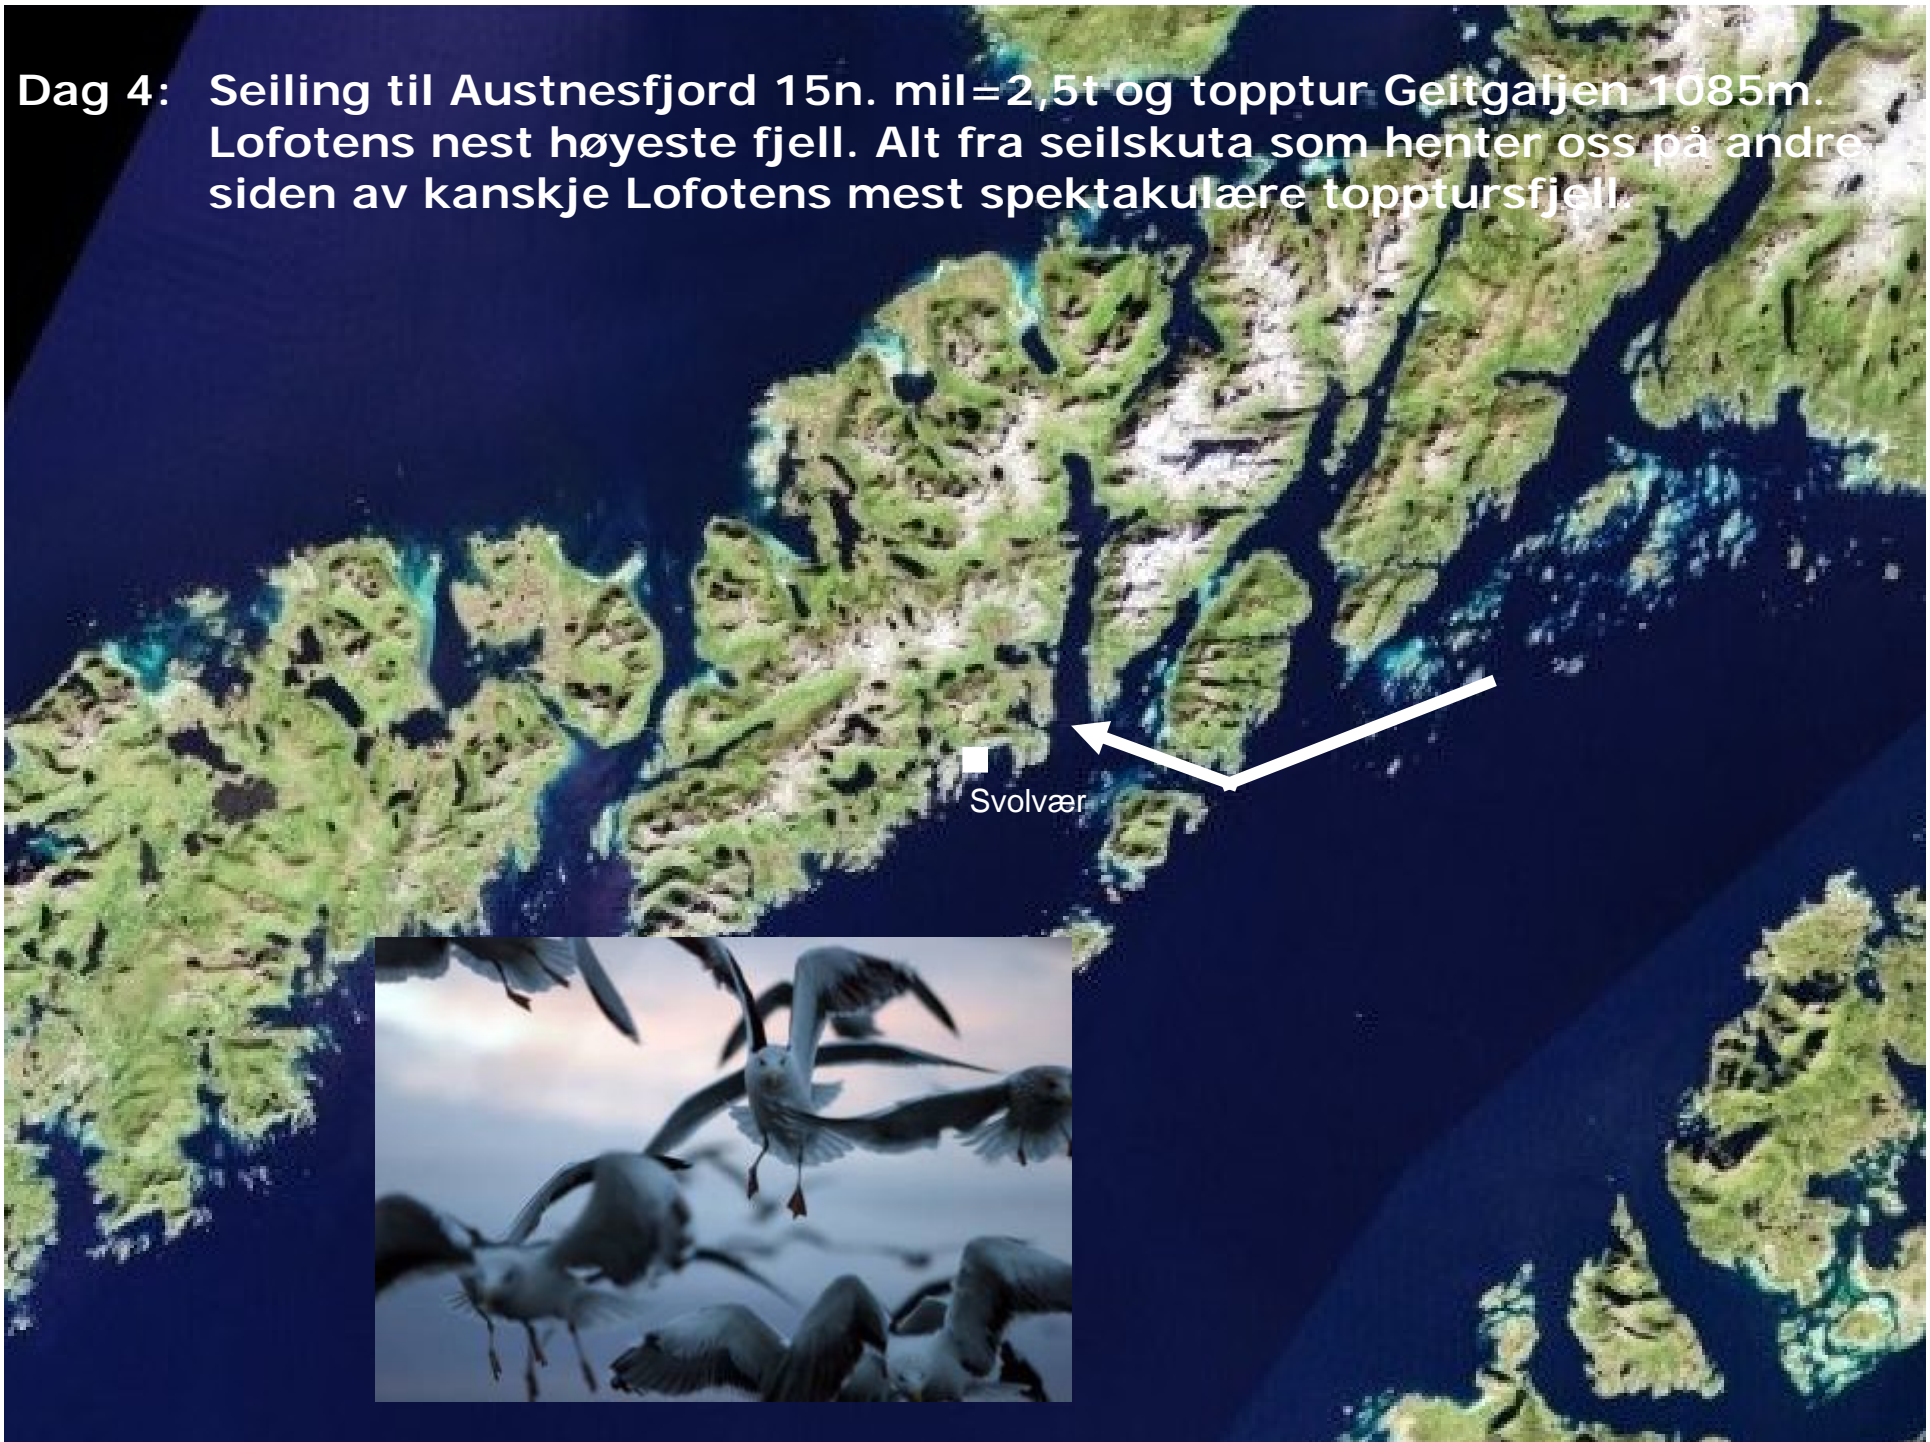 Dag 4: Seiling til Austnesfjord 15n. mil=2,5t og topptur Geitgaljen 1085m.
Lofotens nest høyeste fjell. Alt fra seilskuta som henter oss på andre
siden av kanskje Lofotens mest spektakulære topptursfjell.
Svolvær